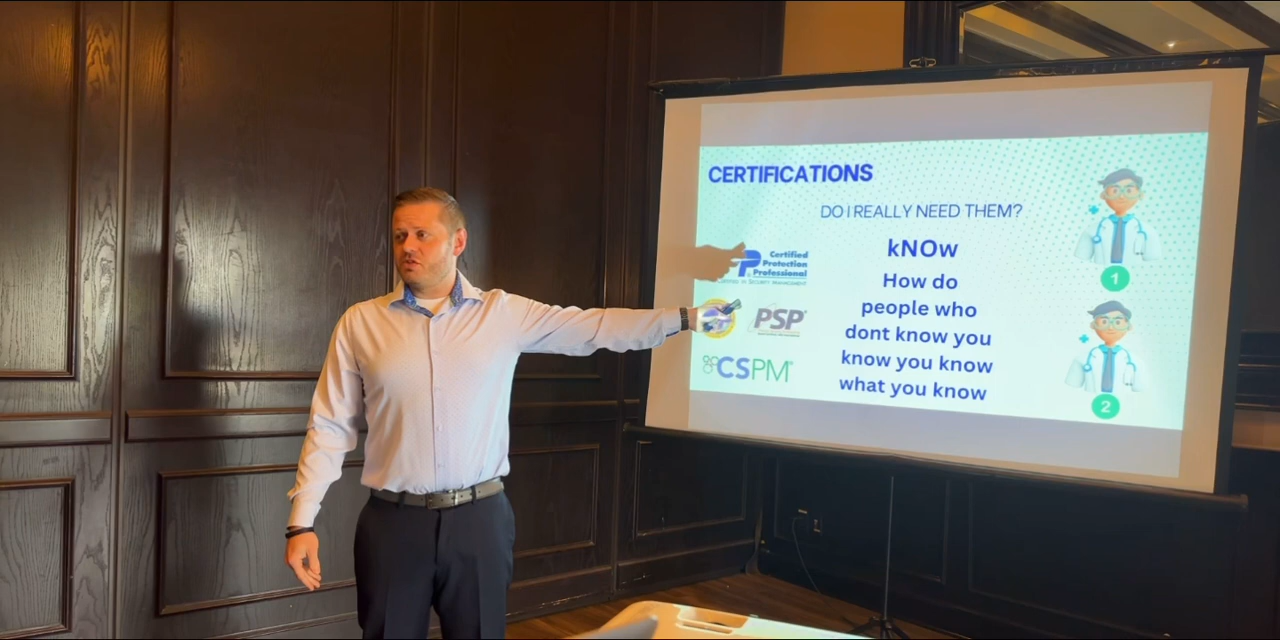 CERTIFICATIONS
DO I REALLY NEED THEM?
kNOw
How do
people who
dont know you
know you know
what you know
P
Certified
Protection
Professional
PSP
CSPM
1
2